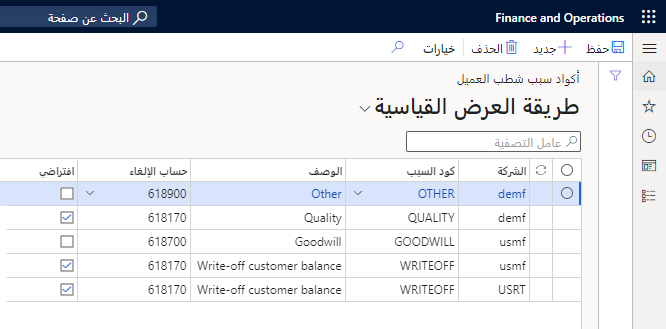 Finance and Operations
البحث عن صفحة
حفظ
جديد
الحذف
خيارات
أكواد سبب شطب العميل
طريقة العرض القياسية
عامل التصفية
الشركة كود السبب الوصف حساب الإلغاء افتراضي
demf OTHER Other 618900
demf QUALITY Quality 618170
usmf GOODWILL Goodwill 618700
usmf WRITEOFF Write-off customer balance 618170
USRT WRITEOFF Write-off customer balance 618170